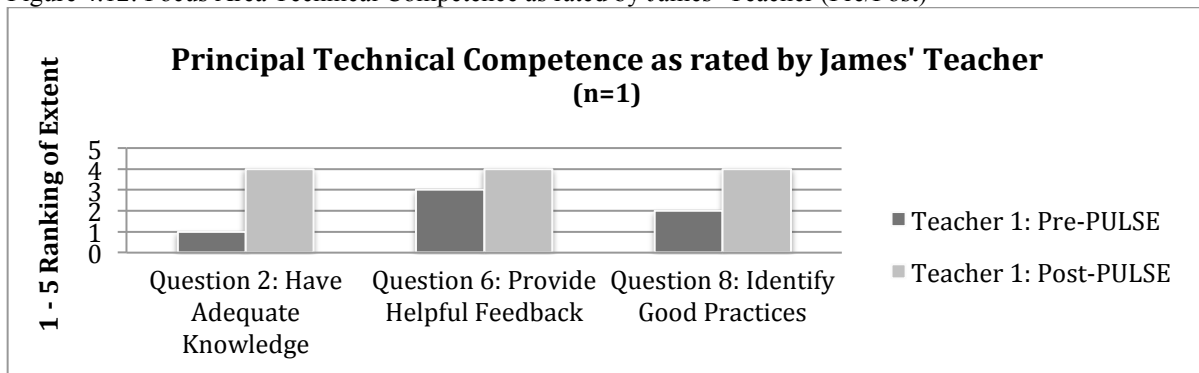 Figure 4.12: Focus Area Technical Competence as rated by James' Teacher (Pre/Post)
Principal Technical Competence as rated by James' Teacher
(n=1)
1 - 5 Ranking of Extent
5
4
3
2
1
0
Question 2: Have
Adequate
Knowledge
Question 6: Provide
Helpful Feedback
Question 8: Identify
Good Practices
Teacher 1: Pre-PULSE
Teacher 1: Post-PULSE